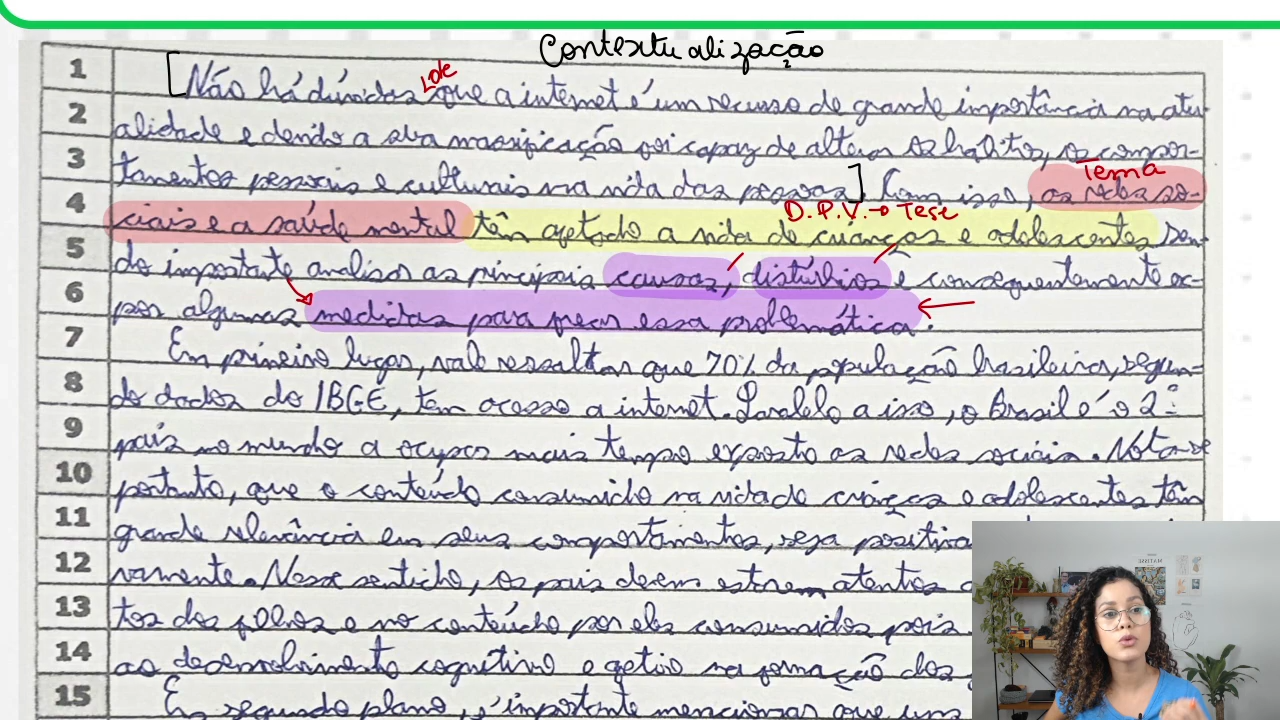 Contextualização
1 [Não há dúvidas Lde que a internet é um recurso de grande importância na atu-
2 alidade e devido a sua massificação foi capaz de alterar os hábitos, os compor-
3 tamentos pessoais e culturais na vida das pessoas] Com isso, os redes so-
Tema
D.P.V. → Tese
4 ciais e a saúde mental têm afetado a vida de crianças e adolescentes sen-
5 do importante analisar as principais causas, distúrbios e consequentemente ex-
6 por algumas medidas para frear essa problemática.
7 Em primeiro lugar, vale ressaltar que 70% da população brasileira, segun-
8 do dados do IBGE, tem acesso a internet. Paralelo a isso, o Brasil é o 2º
9 país no mundo a ocupar mais tempo exposto as redes sociais. Nota-se
10 portanto, que o conteúdo consumido na vida de crianças e adolescentes têm
11 grande relevância em seus comportamentos, seja positiva
12 vamente. Nesse sentido, os pais devem estarem atentos
13 tos dos filhos e no conteúdo por eles consumidos pois
14 ao desenvolvimento cognitivo e afetivo na formação dos
15 Em segundo plano, é importante mencionar que um